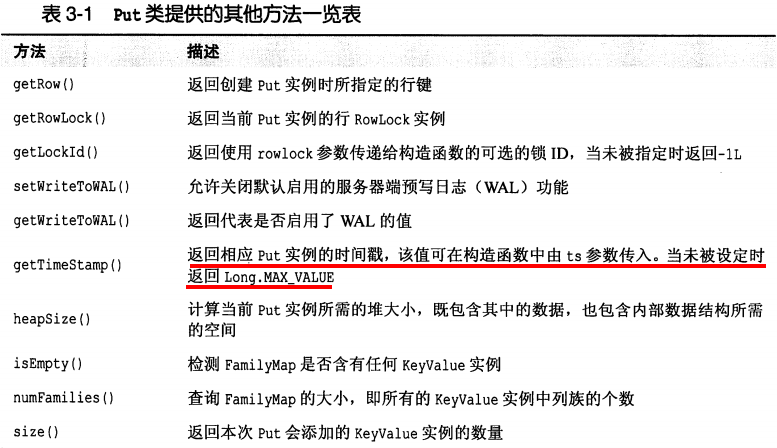 表 3-1 Put 类提供的其他方法一览表
方法 描述
getRow() 返回创建 Put 实例时所指定的行键
getRowLock() 返回当前 Put 实例的行 RowLock 实例
getLockId() 返回使用 rowlock 参数传递给构造函数的可选的锁 ID，当未被指定时返回-1L
setWriteToWAL() 允许关闭默认启用的服务器端预写日志（WAL）功能
getWriteToWAL() 返回代表是否启用了 WAL 的值
getTimeStamp() 返回相应 Put 实例的时间戳，该值可在构造函数中由 ts 参数传入。当未被设定时
返回 Long.MAX_VALUE
heapSize() 计算当前 Put 实例所需的堆大小，既包含其中的数据，也包含内部数据结构所需
的空间
isEmpty() 检测 FamilyMap 是否含有任何 KeyValue 实例
numFamilies() 查询 FamilyMap 的大小，即所有的 KeyValue 实例中列族的个数
size() 返回本次 Put 会添加的 KeyValue 实例的数量